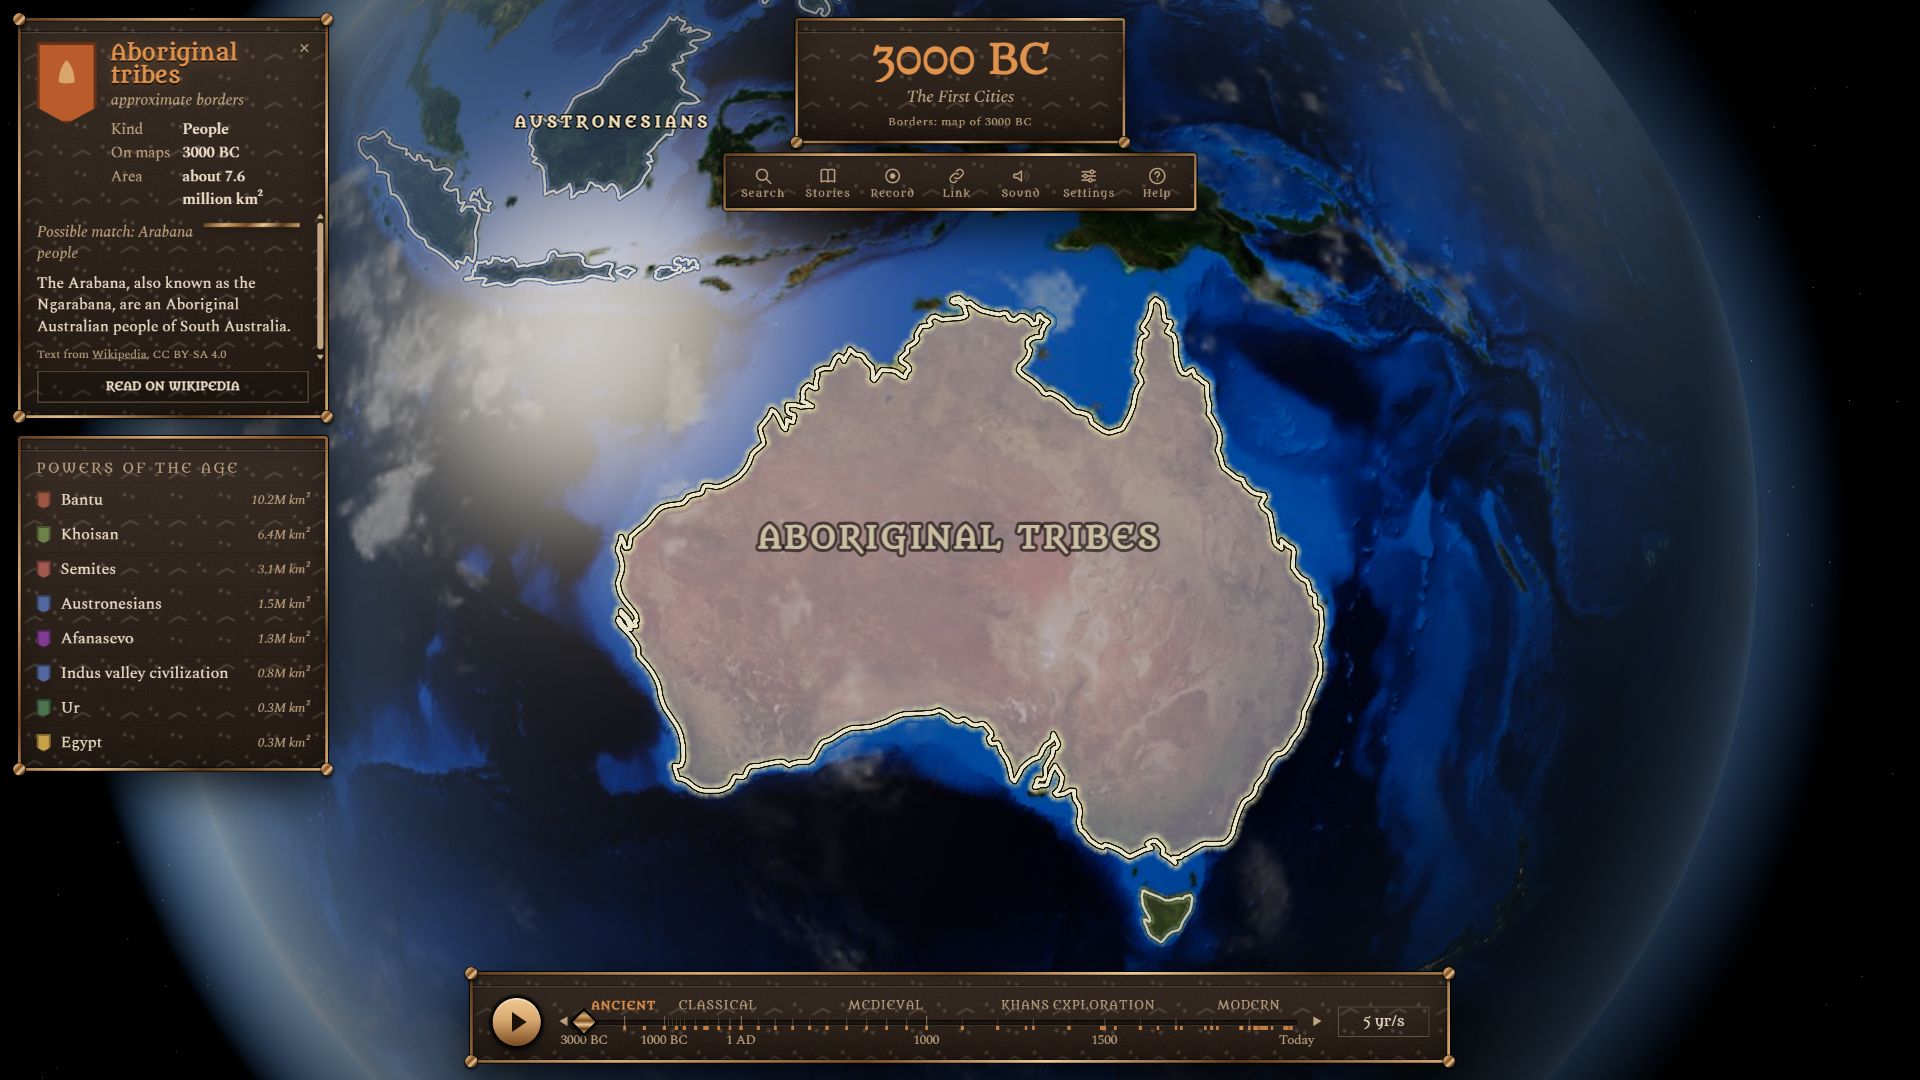 Aboriginal
tribes
×
approximate borders
Kind People
On maps 3000 BC
Area about 7.6
million km²
Possible match: Arabana
people
The Arabana, also known as the
Ngarabana, are an Aboriginal
Australian people of South Australia.
Text from Wikipedia, CC BY-SA 4.0
READ ON WIKIPEDIA
POWERS OF THE AGE
Bantu 10.2M km²
Khoisan 6.4M km²
Semites 3.1M km²
Austronesians 1.5M km²
Afanasevo 1.3M km²
Indus valley civilization 0.8M km²
Ur 0.3M km²
Egypt 0.3M km²
3000 BC
The First Cities
Borders: map of 3000 BC
Search Stories Record Link Sound Settings Help
AUSTRONESIANS
ABORIGINAL TRIBES
ANCIENT CLASSICAL MEDIEVAL KHANS EXPLORATION MODERN
3000 BC 1000 BC 1 AD 1000 1500 Today
5 yr/s